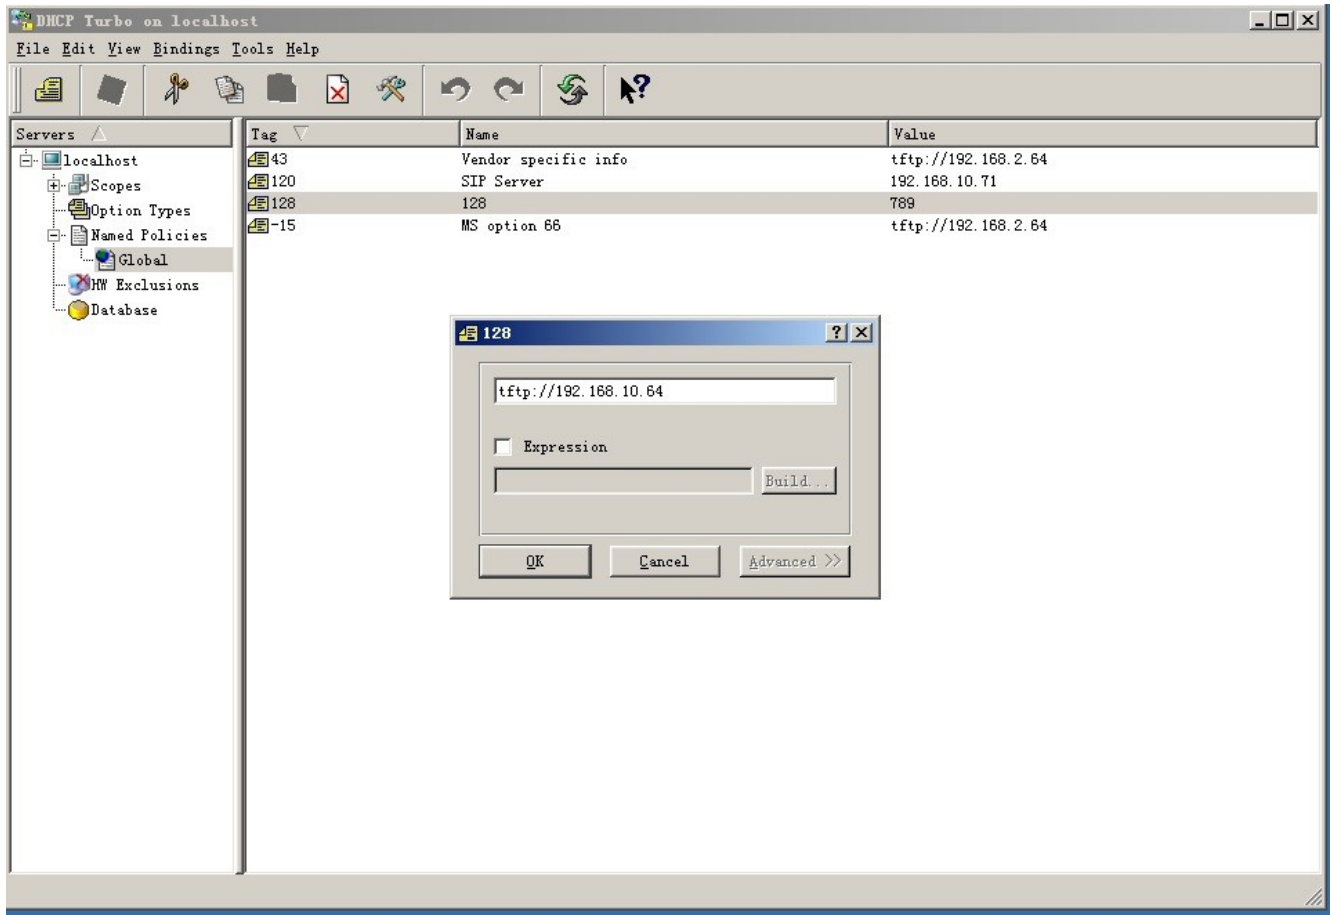 DHCP Turbo on localhost
File Edit View Bindings Tools Help
Servers Tag Name Value
localhost
Scopes
Option Types
Named Policies
Global
HW Exclusions
Database
43 Vendor specific info tftp://192.168.2.64
120 SIP Server 192.168.10.71
128 128 789
-15 MS option 66 tftp://192.168.2.64
128
tftp://192.168.10.64
Expression
Build...
OK Cancel Advanced >>